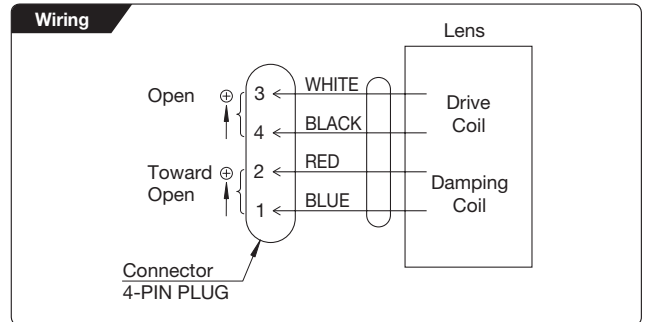 Wiring
Lens
Open ⊕ 3 WHITE
4 BLACK
Drive
Coil
Toward ⊕ 2 RED
Open
1 BLUE
Damping
Coil
Connector
4-PIN PLUG